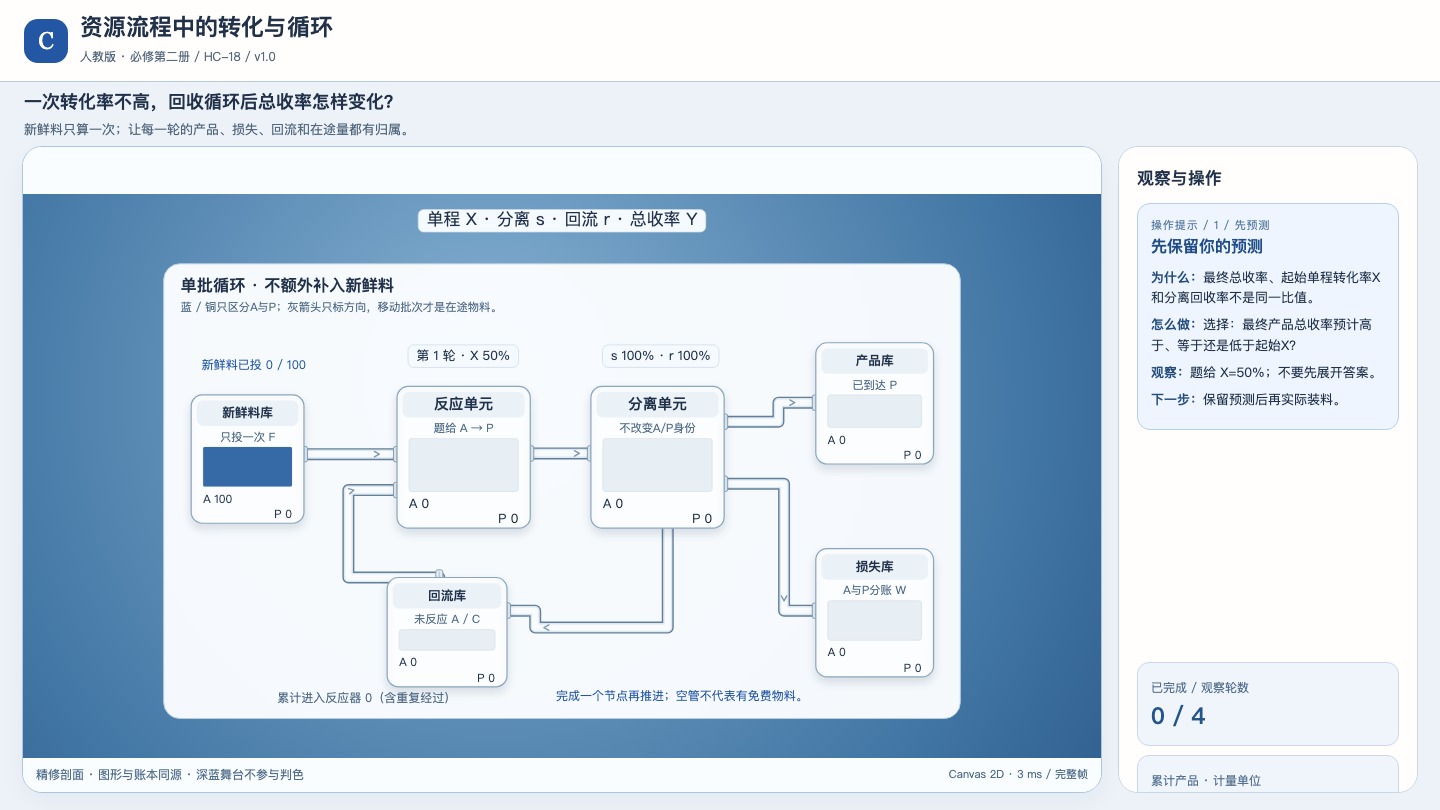 C
资源流程中的转化与循环
人教版 · 必修第二册 / HC-18 / v1.0
一次转化率不高，回收循环后总收率怎样变化?
新鲜料只算一次；让每一轮的产品、损失、回流和在途量都有归属。
单程 X · 分离 s · 回流 r · 总收率 Y
单批循环 · 不额外补入新鲜料
蓝 / 铜只区分A与P；灰箭头只标方向，移动批次才是在途物料。
新鲜料已投 0 / 100
第 1 轮 · X 50%
s 100% · r 100%
新鲜料库
只投一次 F
A 100
P 0
反应单元
题给 A → P
A 0
P 0
分离单元
不改变A/P身份
A 0
P 0
产品库
已到达 P
A 0
P 0
回流库
未反应 A / C
A 0
P 0
损失库
A与P分账 W
A 0
P 0
累计进入反应器 0（含重复经过）
完成一个节点再推进；空管不代表有免费物料。
精修剖面 · 图形与账本同源 · 深蓝舞台不参与判色
Canvas 2D · 3 ms / 完整帧
观察与操作
操作提示 / 1 / 先预测
先保留你的预测
为什么：最终总收率、起始单程转化率X
和分离回收率不是同一比值。
怎么做：选择：最终产品总收率预计高
于、等于还是低于起始X?
观察：题给 X=50%；不要先展开答案。
下一步：保留预测后再实际装料。
已完成 / 观察轮数
0 / 4
累计产品 · 计量单位